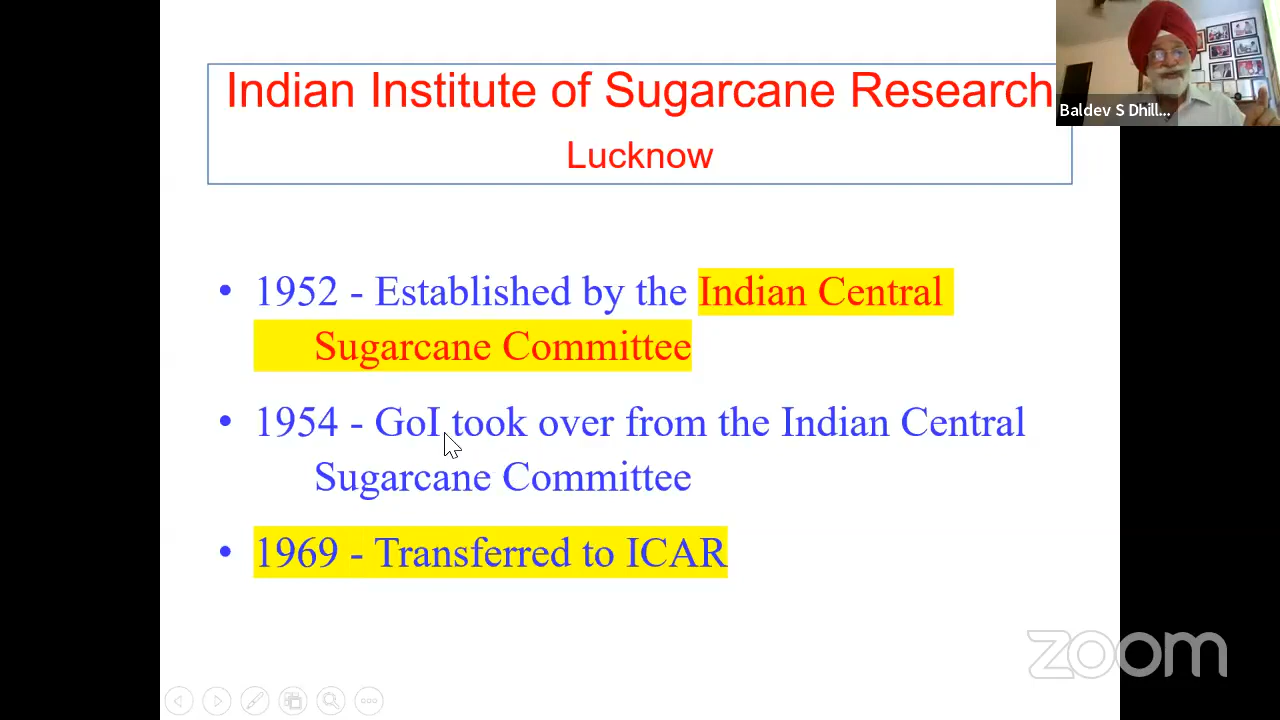 Indian Institute of Sugarcane Research
Lucknow
Baldev S Dhill...
• 1952 - Established by the Indian Central
Sugarcane Committee
• 1954 - GoI took over from the Indian Central
Sugarcane Committee
• 1969 - Transferred to ICAR
zoom